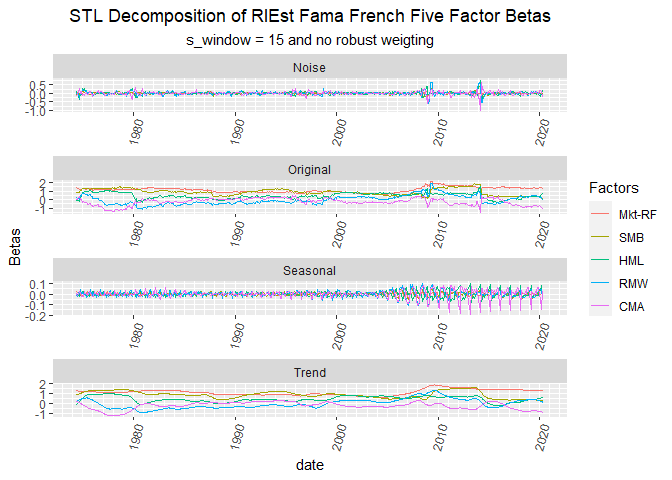 STL Decomposition of RlEst Fama French Five Factor Betas
s_window = 15 and no robust weigting
Noise
0.5
0.0
-0.5
-1.0
1980
1990
2000
2010
2020
Original
2
1
0
-1
1980
1990
2000
2010
2020
Seasonal
0.1
0.0
-0.1
-0.2
1980
1990
2000
2010
2020
Trend
2
1
0
-1
1980
1990
2000
2010
2020
date
Betas
Factors
Mkt-RF
SMB
HML
RMW
CMA